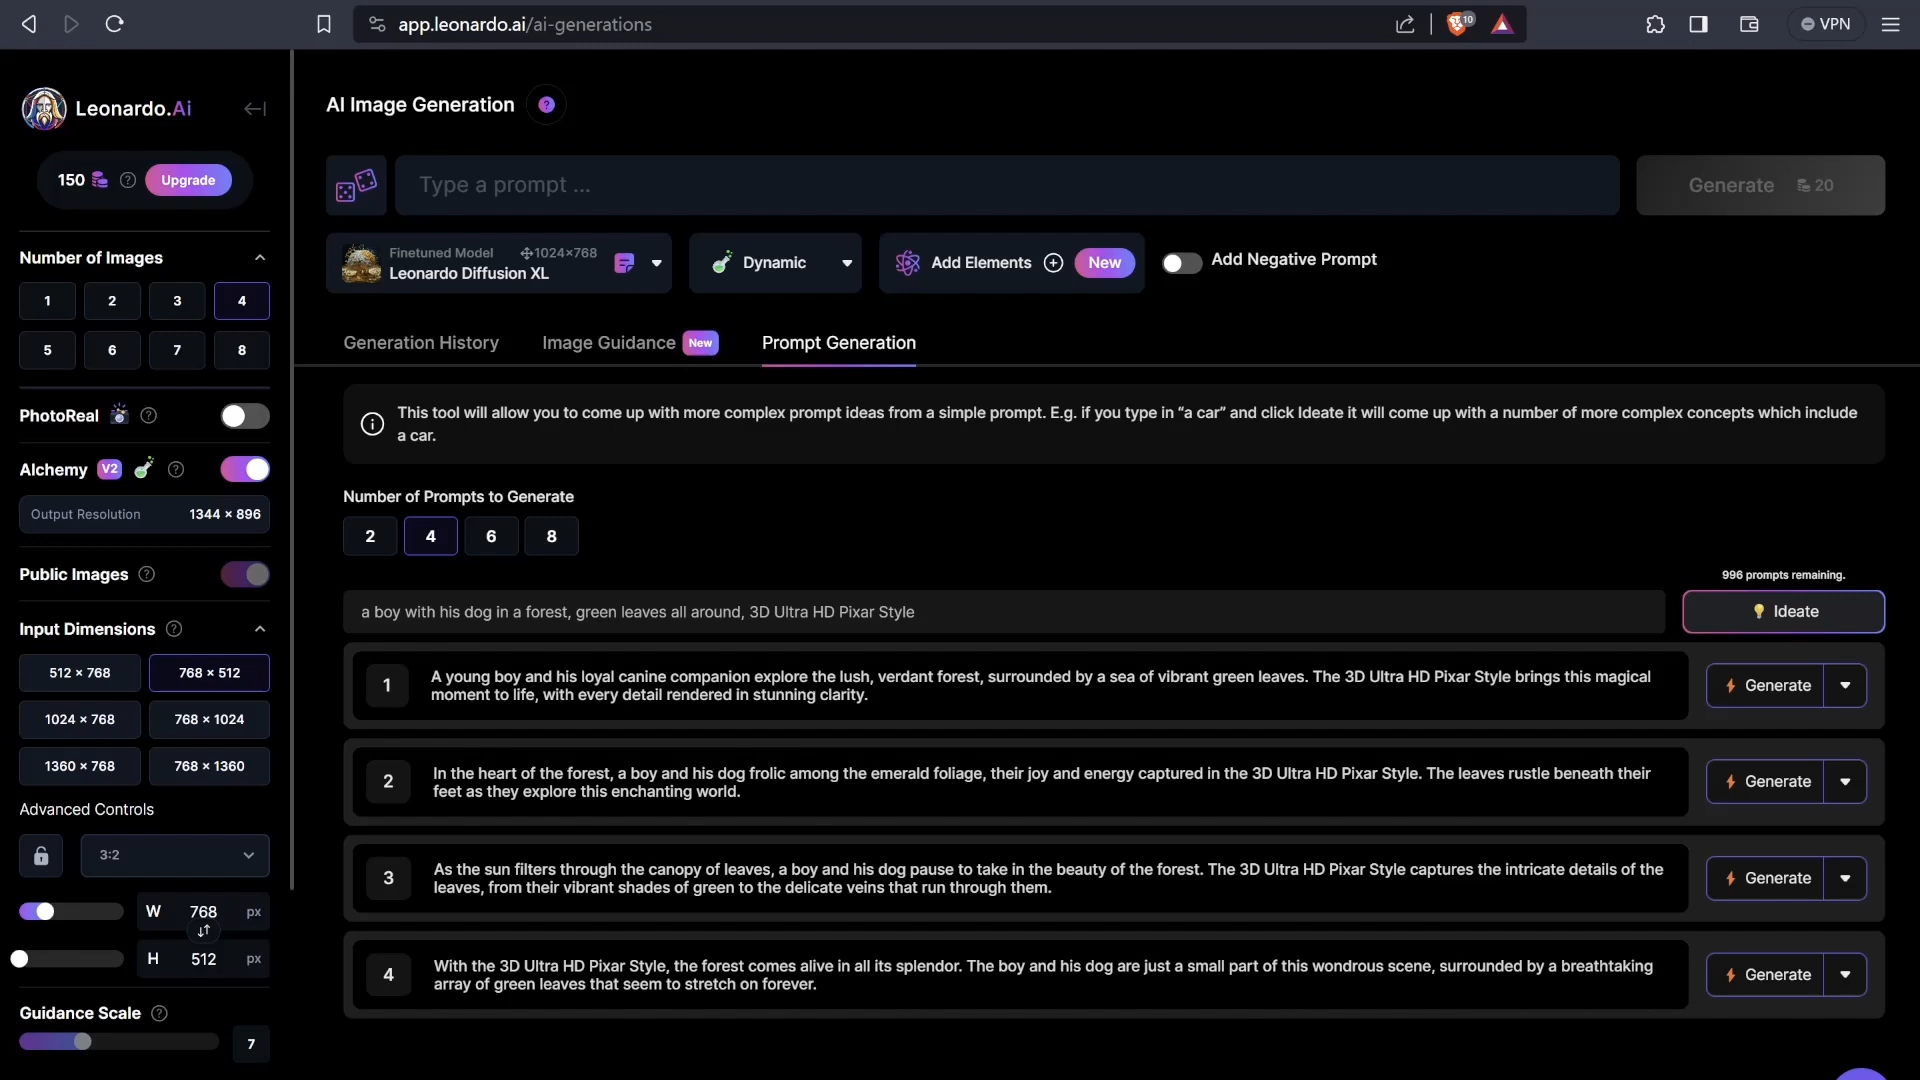 app.leonardo.ai/ai-generations
10
VPN
Leonardo.Ai
150
Upgrade
Number of Images
1
2
3
4
5
6
7
8
PhotoReal
Alchemy V2
Output Resolution 1344 × 896
Public Images
Input Dimensions
512 × 768
768 × 512
1024 × 768
768 × 1024
1360 × 768
768 × 1360
Advanced Controls
3:2
W 768 px
H 512 px
Guidance Scale
7
AI Image Generation
Type a prompt ...
Generate 20
Finetuned Model 1024×768
Leonardo Diffusion XL
Dynamic
Add Elements New
Add Negative Prompt
Generation History
Image Guidance New
Prompt Generation
This tool will allow you to come up with more complex prompt ideas from a simple prompt. E.g. if you type in “a car” and click Ideate it will come up with a number of more complex concepts which include
a car.
Number of Prompts to Generate
2
4
6
8
996 prompts remaining.
a boy with his dog in a forest, green leaves all around, 3D Ultra HD Pixar Style
Ideate
1
A young boy and his loyal canine companion explore the lush, verdant forest, surrounded by a sea of vibrant green leaves. The 3D Ultra HD Pixar Style brings this magical
moment to life, with every detail rendered in stunning clarity.
Generate
2
In the heart of the forest, a boy and his dog frolic among the emerald foliage, their joy and energy captured in the 3D Ultra HD Pixar Style. The leaves rustle beneath their
feet as they explore this enchanting world.
Generate
3
As the sun filters through the canopy of leaves, a boy and his dog pause to take in the beauty of the forest. The 3D Ultra HD Pixar Style captures the intricate details of the
leaves, from their vibrant shades of green to the delicate veins that run through them.
Generate
4
With the 3D Ultra HD Pixar Style, the forest comes alive in all its splendor. The boy and his dog are just a small part of this wondrous scene, surrounded by a breathtaking
array of green leaves that seem to stretch on forever.
Generate